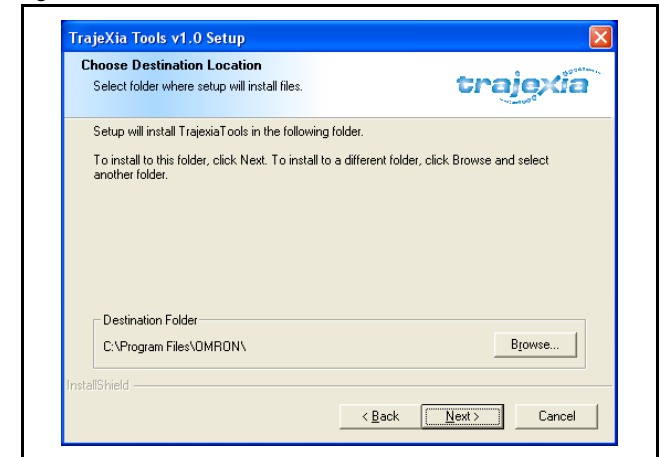 TrajeXia Tools v1.0 Setup
Choose Destination Location
Select folder where setup will install files.
trajexia
Setup will install TrajexiaTools in the following folder.
To install to this folder, click Next. To install to a different folder, click Browse and select
another folder.
Destination Folder
C:\Program Files\OMRON\
Browse...
InstallShield
< Back
Next >
Cancel